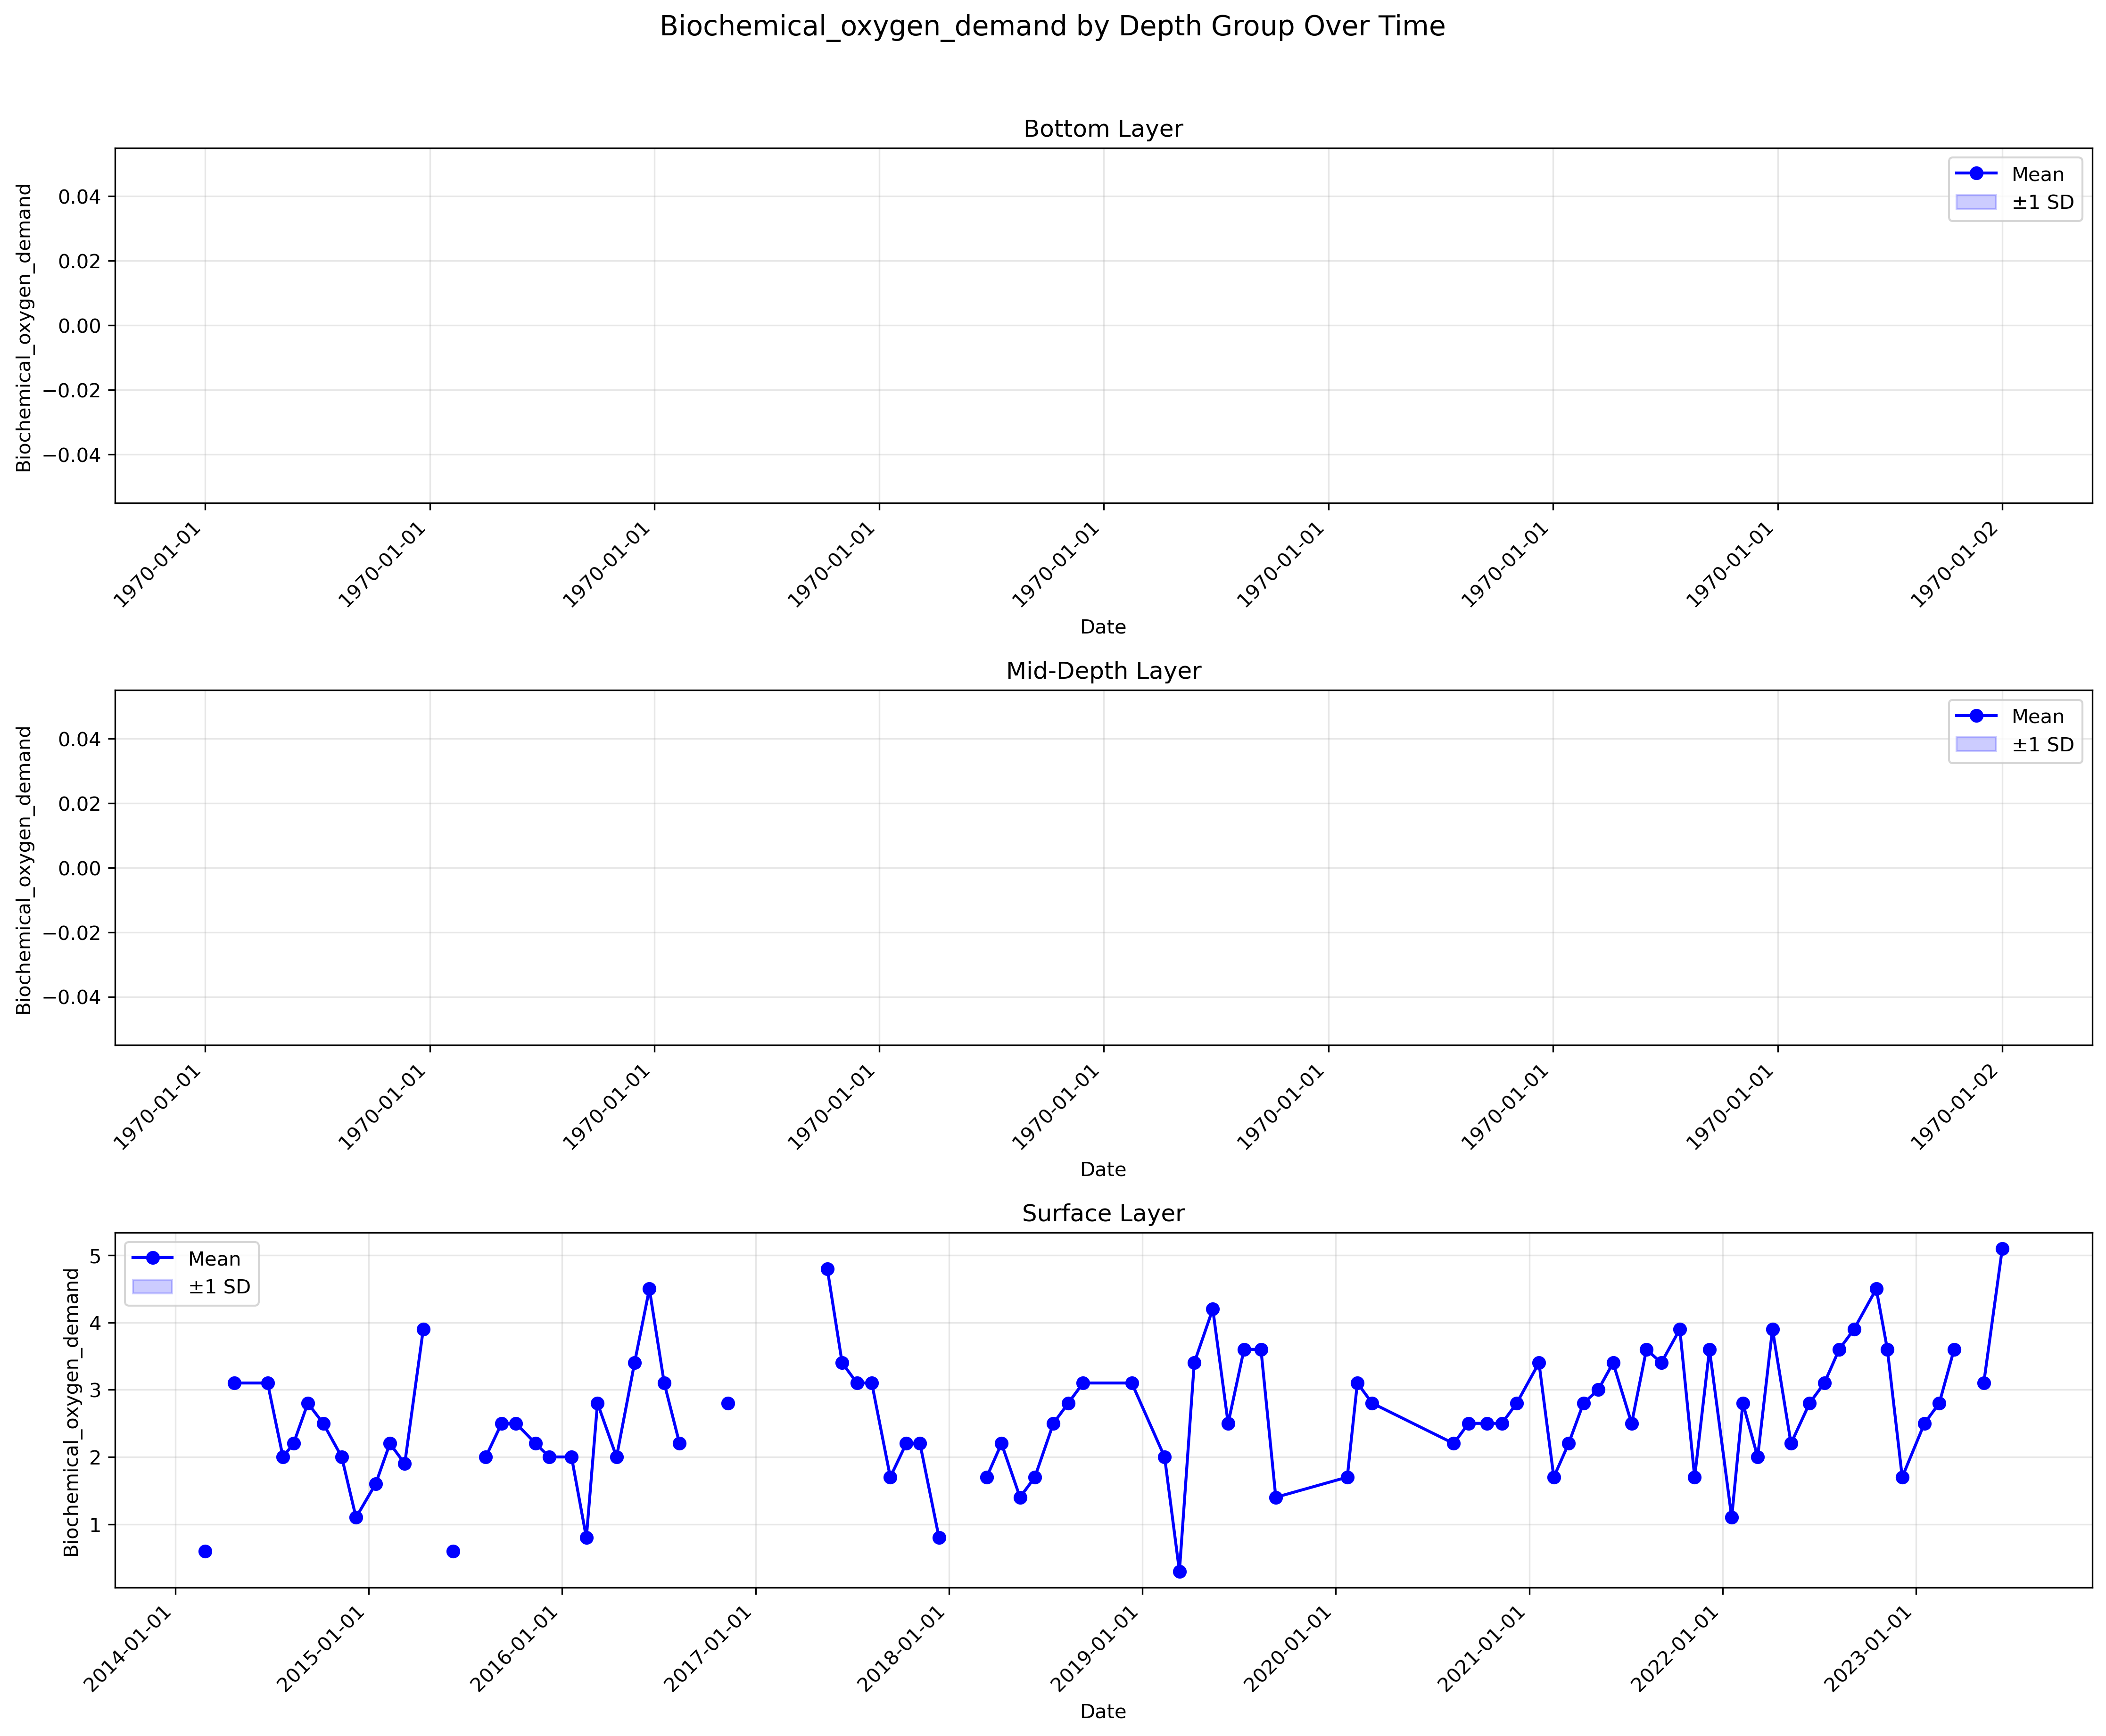 Biochemical_oxygen_demand by Depth Group Over Time
Bottom Layer
Biochemical_oxygen_demand
0.04
0.02
0.00
−0.02
−0.04
Mean
±1 SD
1970-01-01
1970-01-01
1970-01-01
1970-01-01
1970-01-01
1970-01-01
1970-01-01
1970-01-01
1970-01-02
Date
Mid-Depth Layer
Biochemical_oxygen_demand
0.04
0.02
0.00
−0.02
−0.04
Mean
±1 SD
1970-01-01
1970-01-01
1970-01-01
1970-01-01
1970-01-01
1970-01-01
1970-01-01
1970-01-01
1970-01-02
Date
Surface Layer
Biochemical_oxygen_demand
5
4
3
2
1
Mean
±1 SD
2014-01-01
2015-01-01
2016-01-01
2017-01-01
2018-01-01
2019-01-01
2020-01-01
2021-01-01
2022-01-01
2023-01-01
Date